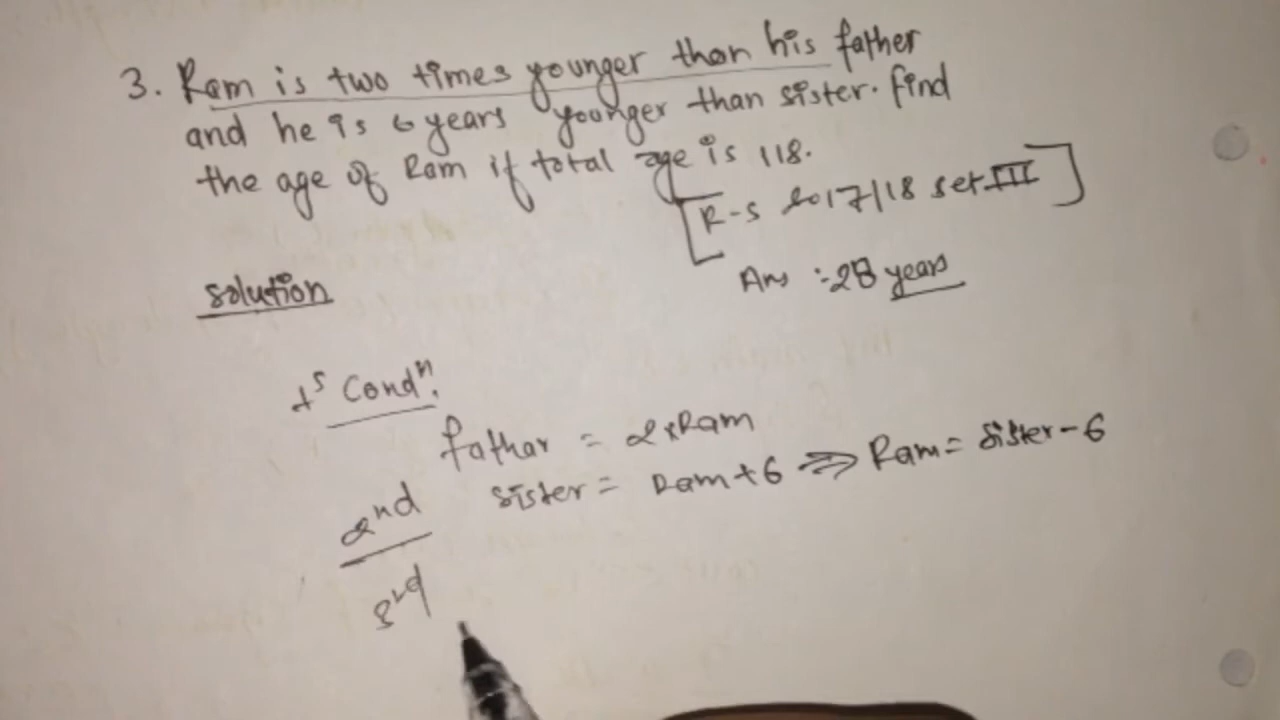 3. Ram is two times younger than his father
and he is 6 years younger than sister. find
the age of Ram if total age is 118.
[R-S 2017/18 set III]
Ans :- 28 years
solution
1s Condn.
father = 2×Ram
sister = Ram+6 => Ram = sister-6
2nd
3rd